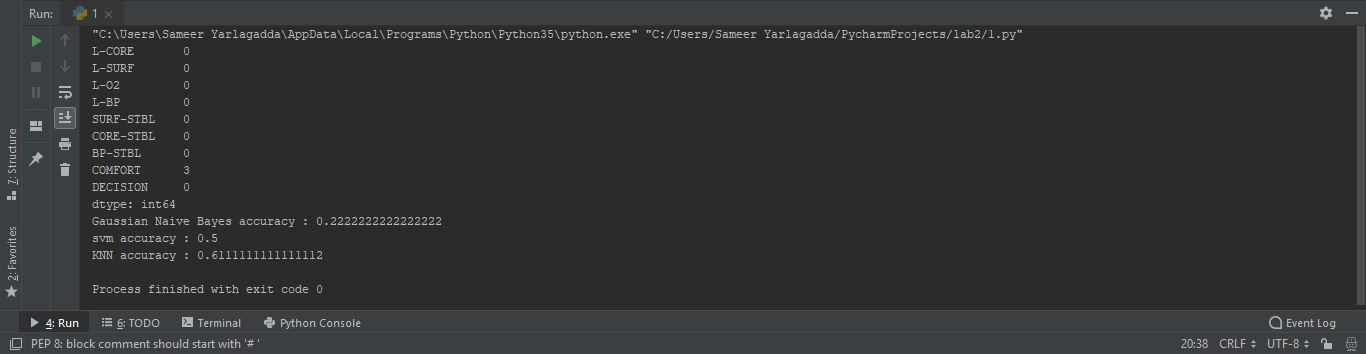 Run: 1
"C:\Users\Sameer Yarlagadda\AppData\Local\Programs\Python\Python35\python.exe" "C:/Users/Sameer Yarlagadda/PycharmProjects/lab2/1.py"
L-CORE 0
L-SURF 0
L-O2 0
L-BP 0
SURF-STBL 0
CORE-STBL 0
BP-STBL 0
COMFORT 3
DECISION 0
dtype: int64
Gaussian Naive Bayes accuracy : 0.2222222222222222
svm accuracy : 0.5
KNN accuracy : 0.6111111111111112
Process finished with exit code 0
7: Structure
2: Favorites
4: Run 6: TODO Terminal Python Console Event Log
PEP 8: block comment should start with '# ' 20:38 CRLF UTF-8